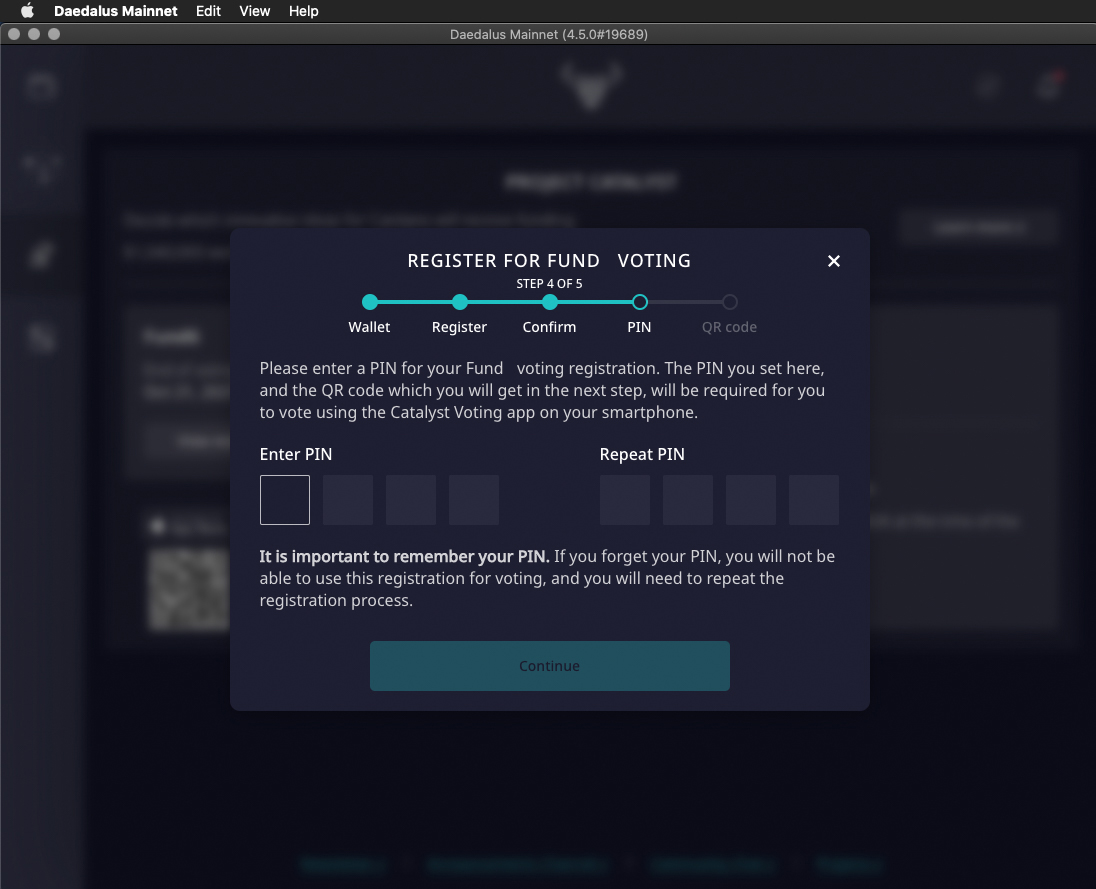 Daedalus Mainnet Edit View Help
Daedalus Mainnet (4.5.0#19689)
PROJECT CATALYST
REGISTER FOR FUND VOTING
STEP 4 OF 5
Wallet Register Confirm PIN QR code
Please enter a PIN for your Fund voting registration. The PIN you set here,
and the QR code which you will get in the next step, will be required for you
to vote using the Catalyst Voting app on your smartphone.
Enter PIN Repeat PIN
It is important to remember your PIN. If you forget your PIN, you will not be
able to use this registration for voting, and you will need to repeat the
registration process.
Continue